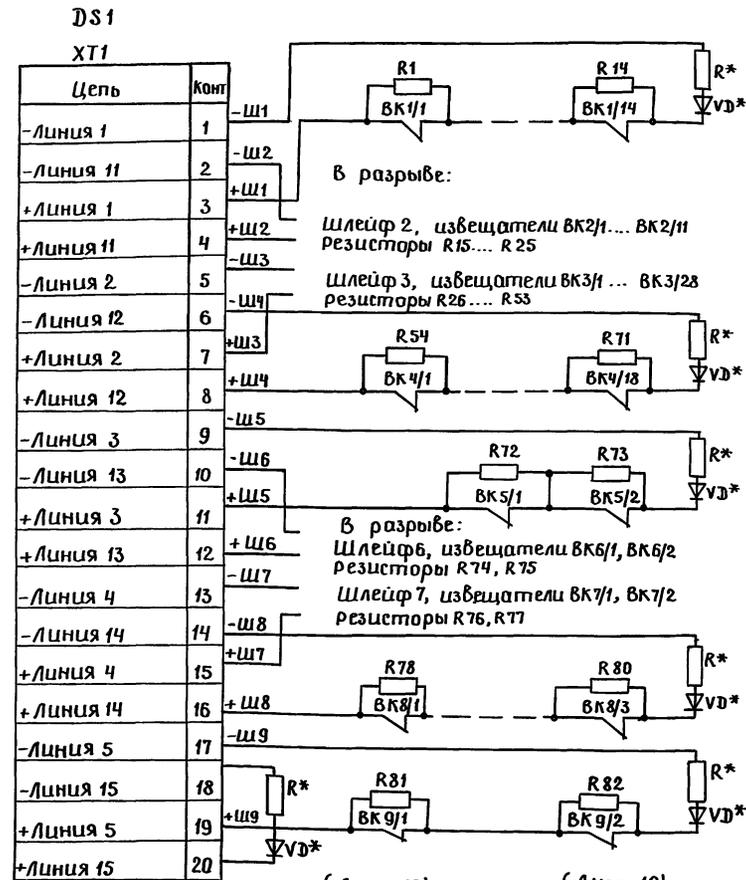 DS1
XT1
Цепь Конт
-Линия 1 1
-Линия 11 2
+Линия 1 3
+Линия 11 4
-Линия 2 5
-Линия 12 6
+Линия 2 7
+Линия 12 8
-Линия 3 9
-Линия 13 10
+Линия 3 11
+Линия 13 12
-Линия 4 13
-Линия 14 14
+Линия 4 15
+Линия 14 16
-Линия 5 17
-Линия 15 18
+Линия 5 19
+Линия 15 20
-Ш1
-Ш2
+Ш1
+Ш2
-Ш3
-Ш4
+Ш3
+Ш4
-Ш5
-Ш6
+Ш5
+Ш6
-Ш7
-Ш8
+Ш7
+Ш8
-Ш9
+Ш9
R1 R14 R*
ВК1/1 ВК1/14 VD*
В разрыве:
Шлейф 2, извещатели ВК2/1.... ВК2/11
Резисторы R15.... R25
Шлейф 3, извещатели ВК3/1 ... ВК3/28
резисторы R26.... R53
R54 R71 R*
ВК4/1 ВК4/18 VD*
R72 R73 R*
ВК5/1 ВК5/2 VD*
В разрыве:
Шлейф6, извещатели ВК6/1, ВК6/2
Резисторы R74, R75
Шлейф 7, извещатели ВК7/1, ВК7/2
Резисторы R76, R77
R78 R80 R*
ВК8/1 ВК8/3 VD*
R* R81 R82 R*
VD* ВК9/1 ВК9/2 VD*